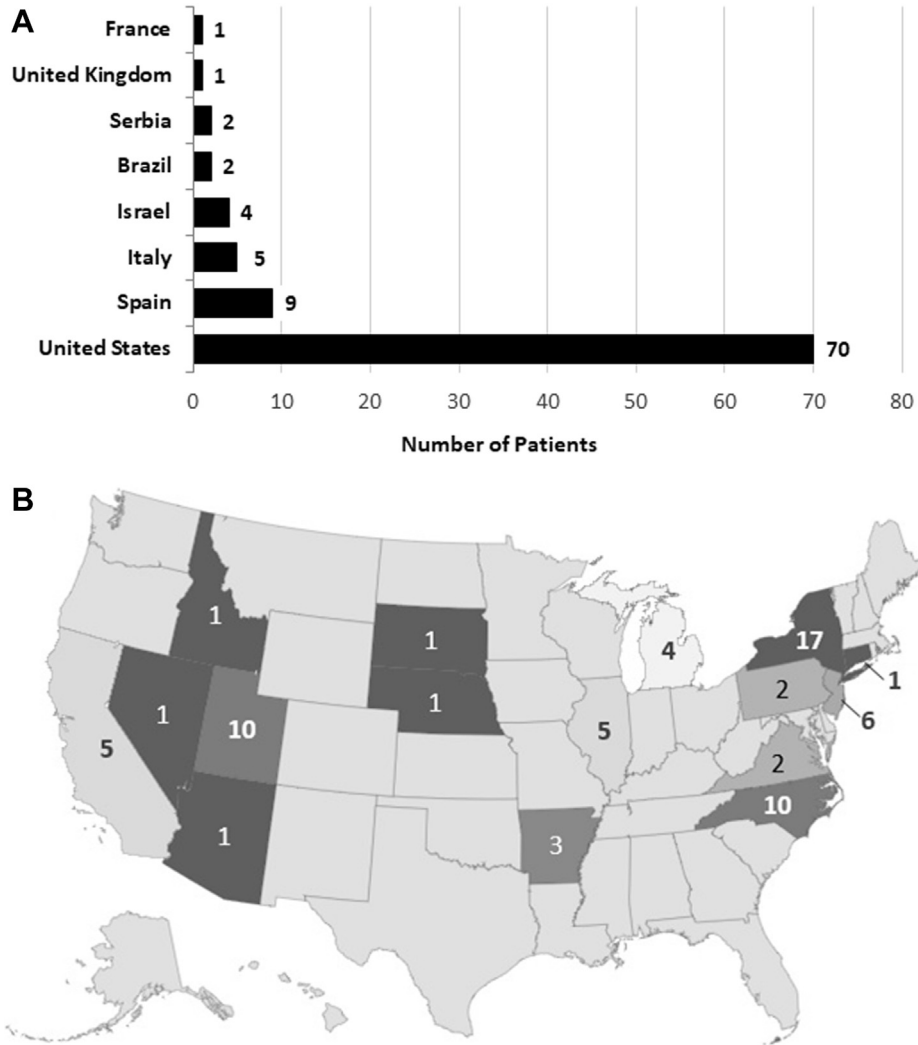 A
France 1
United Kingdom 1
Serbia 2
Brazil 2
Israel 4
Italy 5
Spain 9
United States 70
0 10 20 30 40 50 60 70 80
Number of Patients
B
1
1
4
17
1
1
1
10
2
6
5
5
2
10
1
3